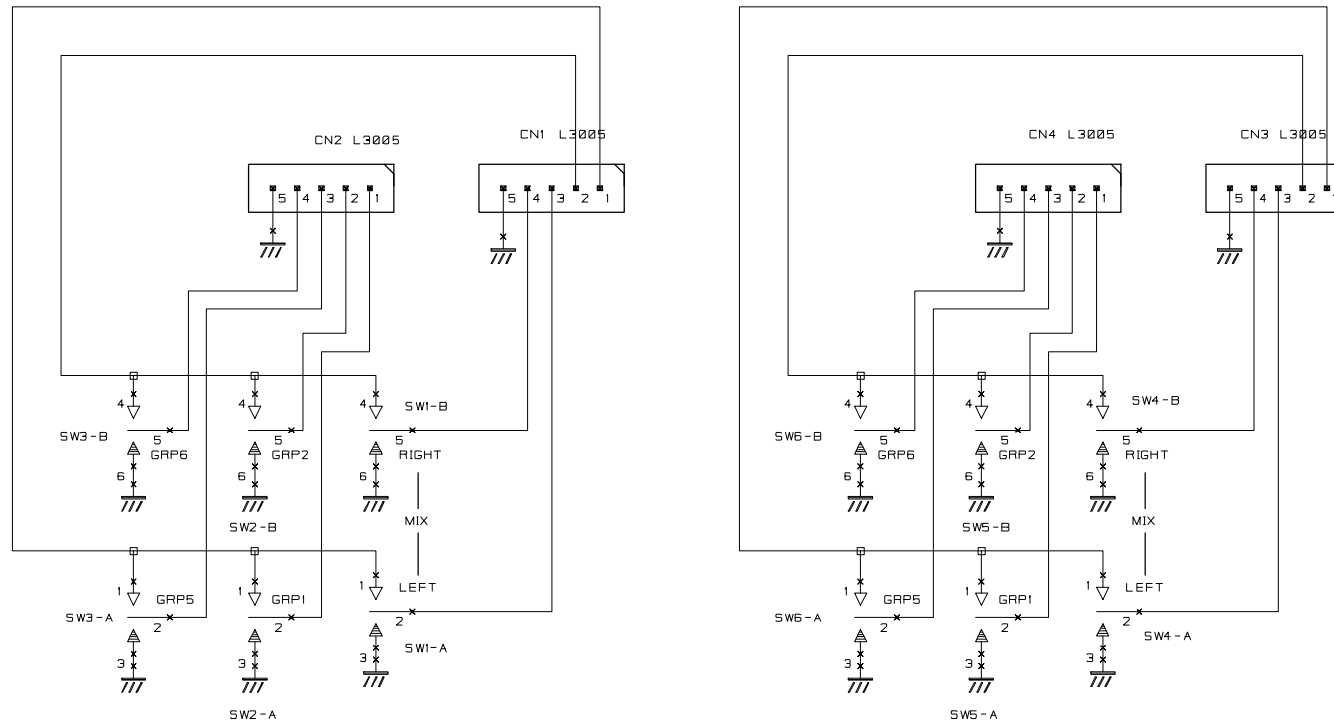 CN2 L3005
CN1 L3005
5 4 3 2 1
5 4 3 2 1
4 4 4 SW1-B
SW3-B 5 5 5
GRP6 GRP2 RIGHT
6 6 6
MIX
SW2-B
1 1 1 LEFT
GRP5 GRP1
SW3-A 2 2 2
3 3 3 SW1-A
SW2-A
CN4 L3005
CN3 L3005
5 4 3 2 1
5 4 3 2
4 4 4 SW4-B
SW6-B 5 5 5
GRP6 GRP2 RIGHT
6 6 6
MIX
SW5-B
1 1 1 LEFT
GRP5 GRP1
SW6-A 2 2 2
3 3 3 SW4-A
SW5-A